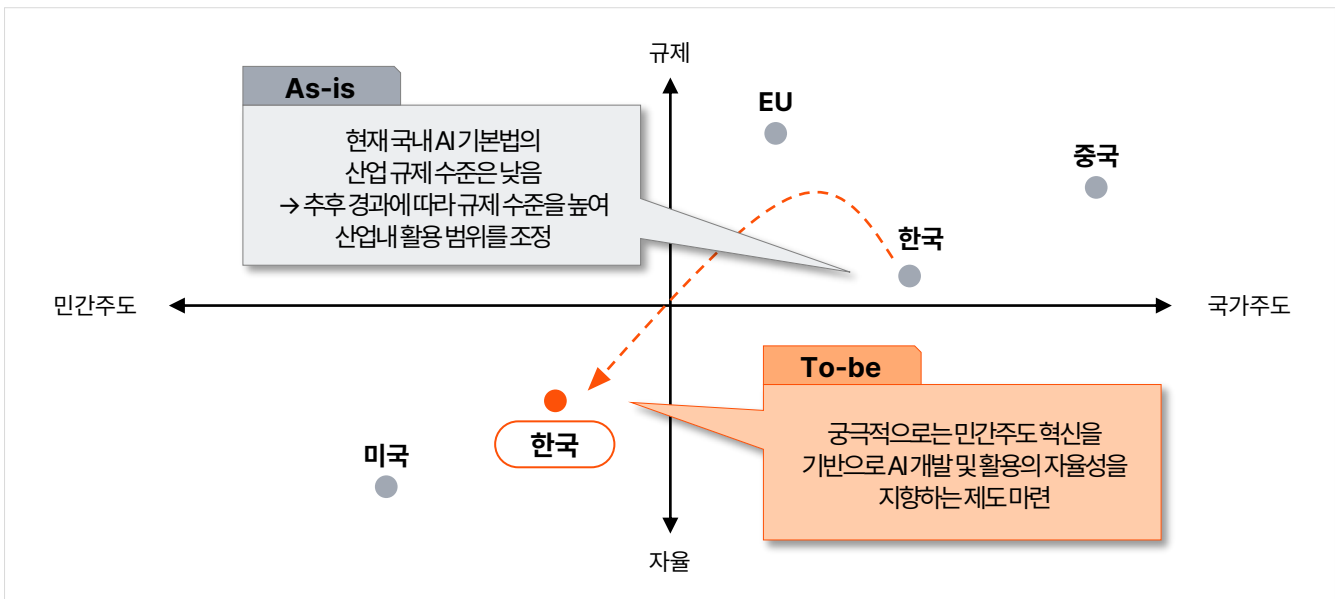 규제
As-is
현재 국내 AI 기본법의
산업 규제 수준은 낮음
→ 추후 경과에 따라 규제 수준을 높여
산업내 활용 범위를 조정
EU
중국
한국
민간주도
국가주도
To-be
궁극적으로는 민간주도 혁신을
기반으로 AI 개발 및 활용의 자율성을
지향하는 제도 마련
한국
미국
자율